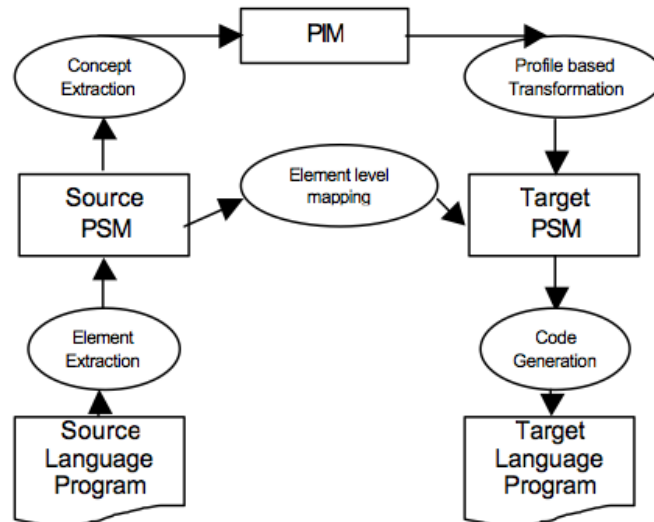 PIM
Concept
Extraction
Profile based
Transformation
Element level
mapping
Source
PSM
Target
PSM
Element
Extraction
Code
Generation
Source
Language
Program
Target
Language
Program